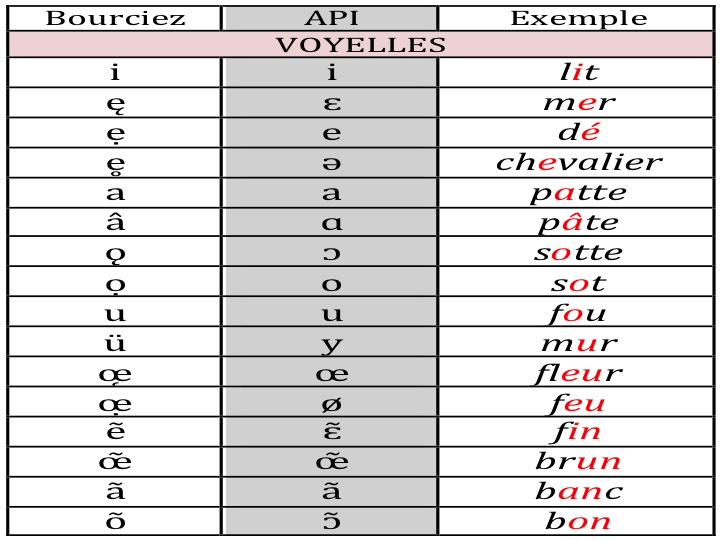 Bourciez API Exemple
VOYELLES
i i lit
ę ɛ mer
ẹ e dé
e̥ ə chevalier
a a patte
â ɑ pâte
ǫ ɔ sotte
ọ o sot
u u fou
ü y mur
œ̨ œ fleur
œ̣ ø feu
ẽ ɛ̃ fin
œ̃ œ̃ brun
ã ã banc
õ ɔ̃ bon